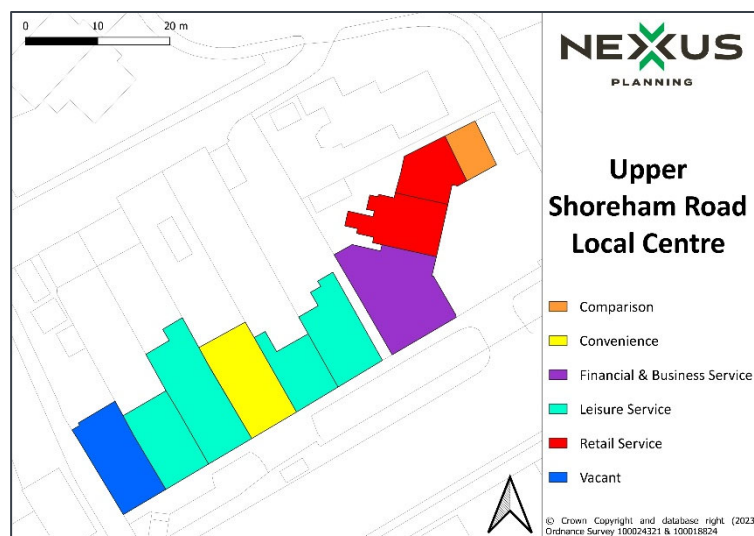 0 10 20 m
NEXUS
PLANNING
Upper
Shoreham Road
Local Centre
Comparison
Convenience
Financial & Business Service
Leisure Service
Retail Service
Vacant
© Crown Copyright and database right (2023
Ordnance Survey 100024321 & 100018824